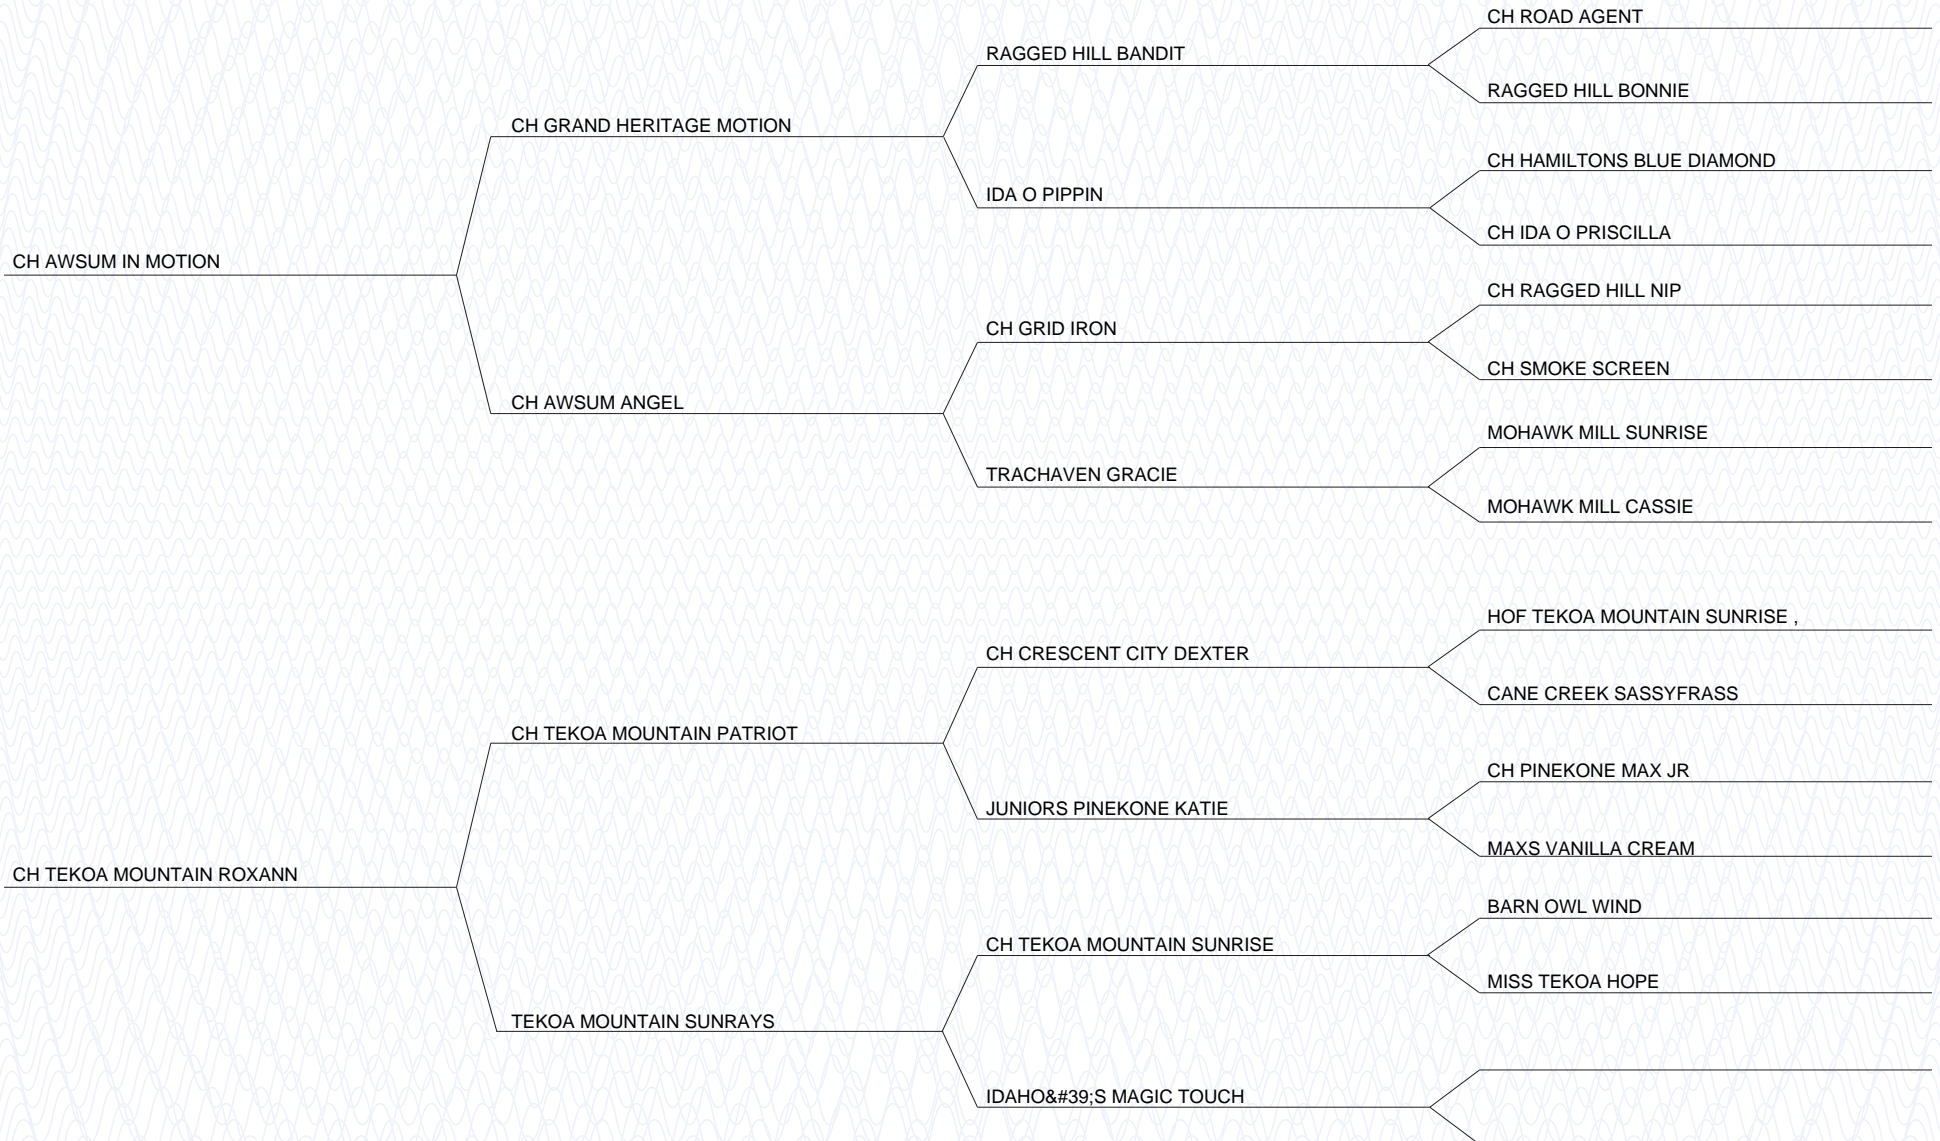 CH ROAD AGENT
RAGGED HILL BANDIT
RAGGED HILL BONNIE
CH GRAND HERITAGE MOTION
CH HAMILTONS BLUE DIAMOND
IDA O PIPPIN
CH IDA O PRISCILLA
CH AWSUM IN MOTION
CH RAGGED HILL NIP
CH GRID IRON
CH SMOKE SCREEN
CH AWSUM ANGEL
MOHAWK MILL SUNRISE
TRACHAVEN GRACIE
MOHAWK MILL CASSIE
HOF TEKOA MOUNTAIN SUNRISE ,
CH CRESCENT CITY DEXTER
CANE CREEK SASSYFRASS
CH TEKOA MOUNTAIN PATRIOT
CH PINEKONE MAX JR
JUNIORS PINEKONE KATIE
MAXS VANILLA CREAM
CH TEKOA MOUNTAIN ROXANN
BARN OWL WIND
CH TEKOA MOUNTAIN SUNRISE
MISS TEKOA HOPE
TEKOA MOUNTAIN SUNRAYS
IDAHO&#39;S MAGIC TOUCH